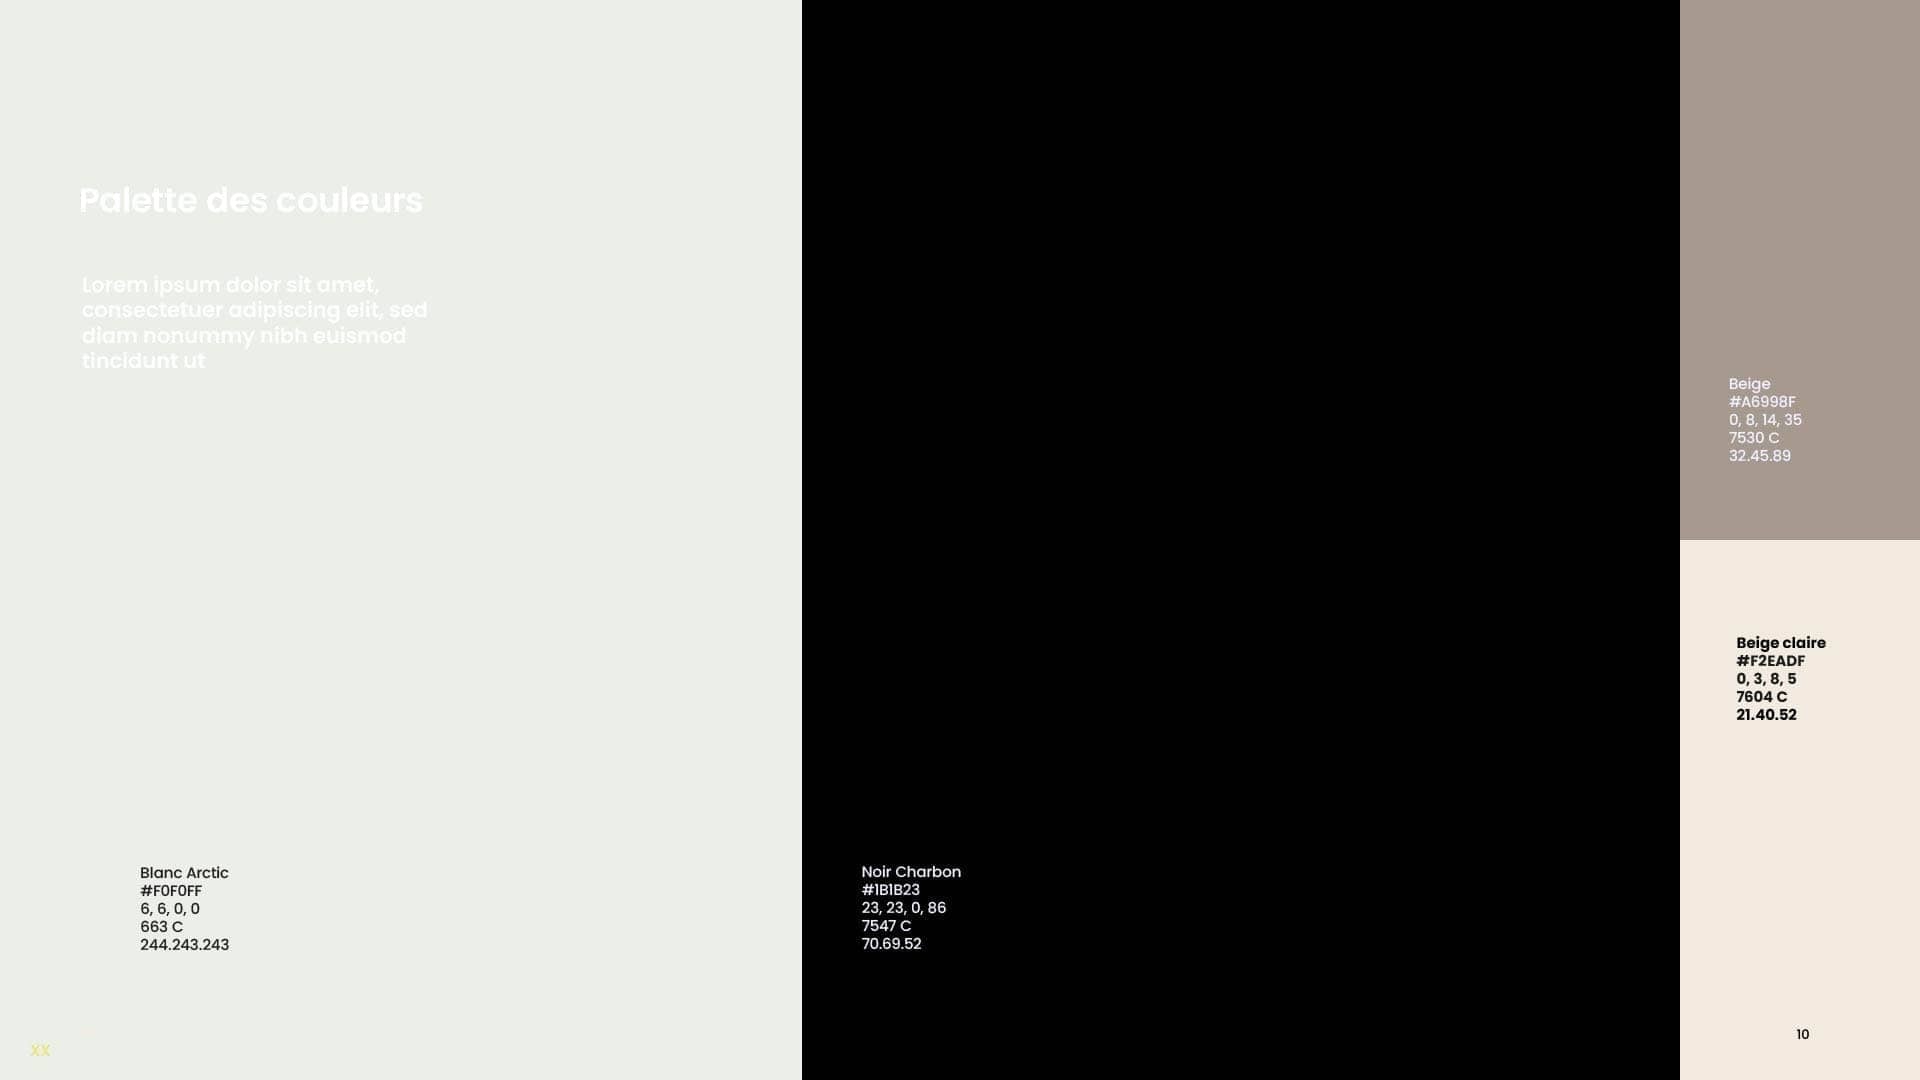 Palette des couleurs
Lorem ipsum dolor sit amet,
consectetuer adipiscing elit, sed
diam nonummy nibh euismod
tincidunt ut
Blanc Arctic
#F0F0FF
6, 6, 0, 0
663 C
244.243.243
XX
Noir Charbon
#1B1B23
23, 23, 0, 86
7547 C
70.69.52
Beige
#A6998F
0, 8, 14, 35
7530 C
32.45.89
Beige claire
#F2EADF
0, 3, 8, 5
7604 C
21.40.52
10